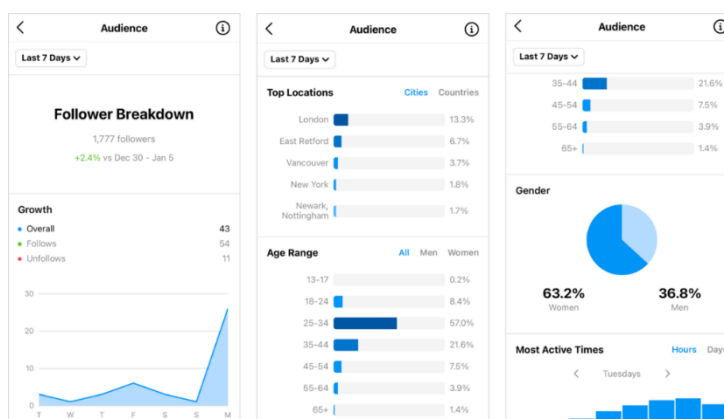 Audience
Last 7 Days
Follower Breakdown
1,777 followers
+2.4% vs Dec 30 - Jan 5
Growth
Overall 43
Follows 54
Unfollows 11
30
20
10
0
T W T F S S M
Audience
Last 7 Days
Top Locations Cities Countries
London 13.3%
East Retford 6.7%
Vancouver 3.7%
New York 1.8%
Newark,
Nottingham 1.7%
Age Range All Men Women
13-17 0.2%
18-24 8.4%
25-34 57.0%
35-44 21.6%
45-54 7.5%
55-64 3.9%
65+ 1.4%
Audience
Last 7 Days
35-44 21.6%
45-54 7.5%
55-64 3.9%
65+ 1.4%
Gender
63.2% 36.8%
Women Men
Most Active Times Hours Days
Tuesdays